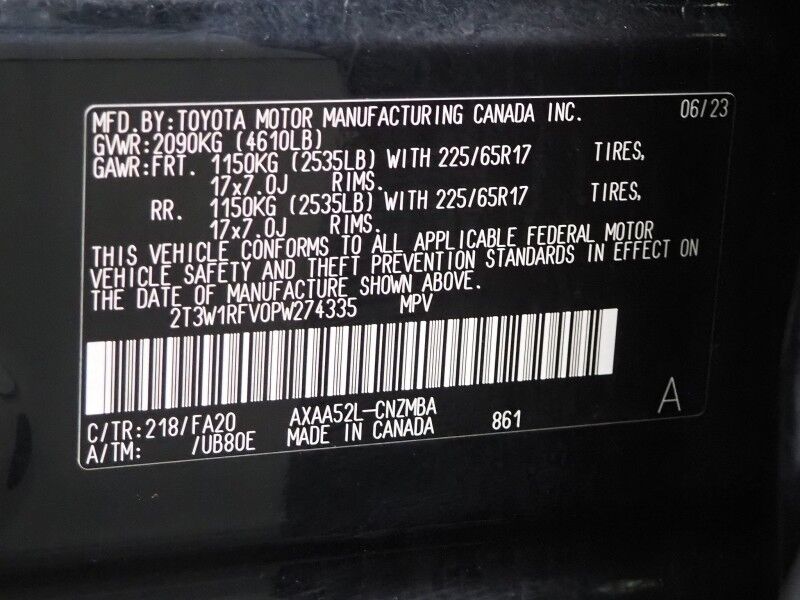 MFD.BY:TOYOTA MOTOR MANUFACTURING CANADA INC. 06/23
GVWR:2090KG (4610LB)
GAWR:FRT. 1150KG (2535LB) WITH 225/65R17 TIRES,
17x7.0J RIMS.
RR. 1150KG (2535LB) WITH 225/65R17 TIRES,
17x7.0J RIMS.
THIS VEHICLE CONFORMS TO ALL APPLICABLE FEDERAL MOTOR
VEHICLE SAFETY AND THEFT PREVENTION STANDARDS IN EFFECT ON
THE DATE OF MANUFACTURE SHOWN ABOVE.
2T3W1RFV0PW274335 MPV
C/TR:218/FA20 AXAA52L-CNZMBA 861 A
A/TM: /UB80E MADE IN CANADA